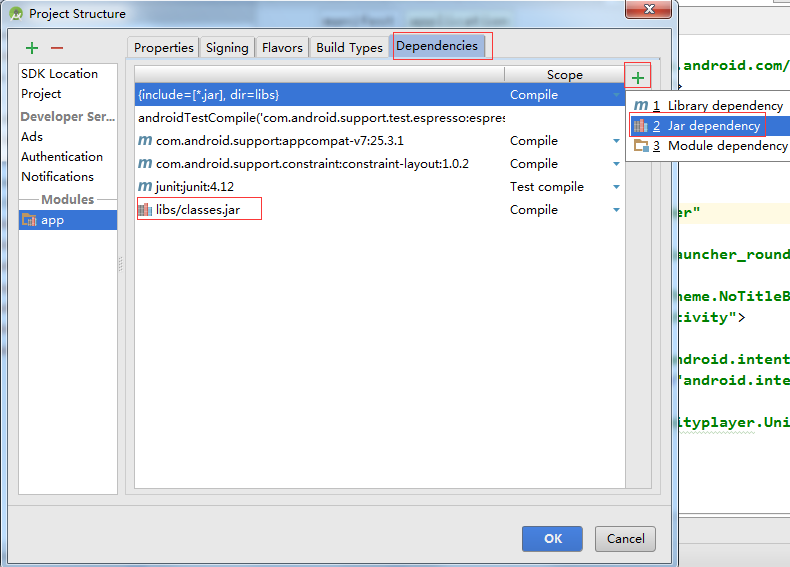 manifest application
Project Structure
Properties Signing Flavors Build Types Dependencies
SDK Location
Project
Developer Ser...
Ads
Authentication
Notifications
Modules
app
Scope
{include=[*.jar], dir=libs} Compile
androidTestCompile('com.android.support.test.espresso:espres
m com.android.support:appcompat-v7:25.3.1 Compile
m com.android.support.constraint:constraint-layout:1.0.2 Compile
m junit:junit:4.12 Test compile
libs/classes.jar Compile
m 1 Library dependency
2 Jar dependency
3 Module dependency
.android.com/
er"
auncher_round
heme.NoTitleB
ctivity">
ndroid.intent
"android.inte
ityplayer.Uni
OK Cancel